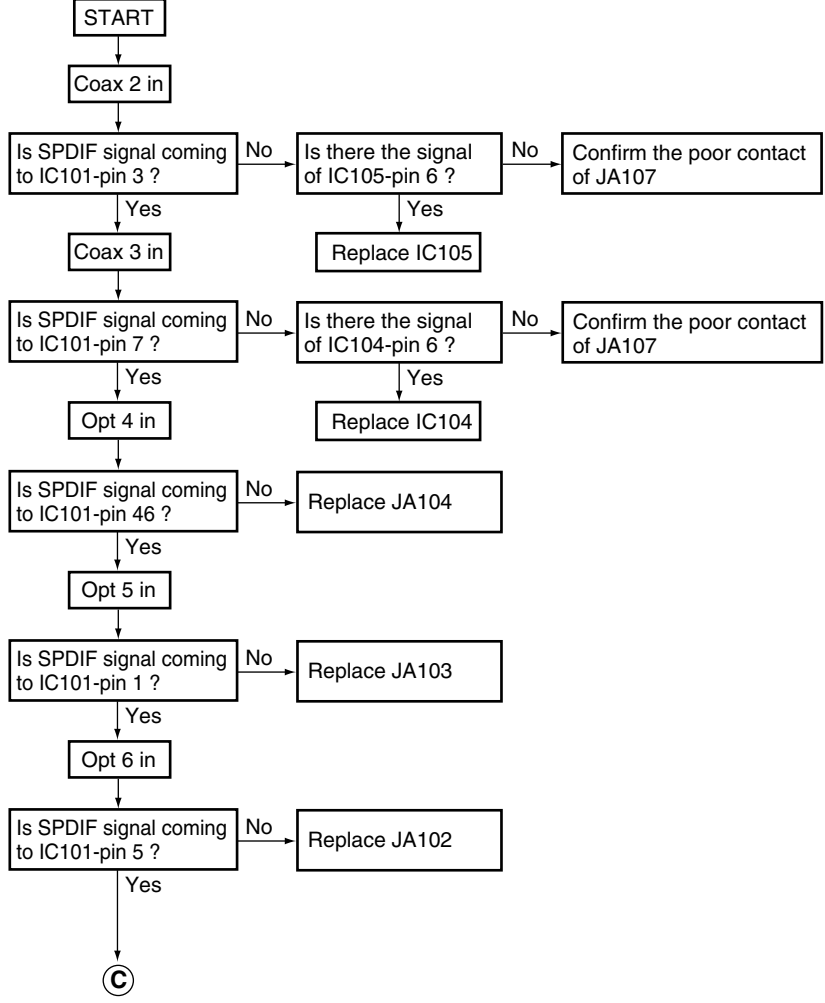 START
Coax 2 in
Is SPDIF signal coming
to IC101-pin 3 ?
No
Is there the signal
of IC105-pin 6 ?
No
Confirm the poor contact
of JA107
Yes
Yes
Coax 3 in
Replace IC105
Is SPDIF signal coming
to IC101-pin 7 ?
No
Is there the signal
of IC104-pin 6 ?
No
Confirm the poor contact
of JA107
Yes
Yes
Opt 4 in
Replace IC104
Is SPDIF signal coming
to IC101-pin 46 ?
No
Replace JA104
Yes
Opt 5 in
Is SPDIF signal coming
to IC101-pin 1 ?
No
Replace JA103
Yes
Opt 6 in
Is SPDIF signal coming
to IC101-pin 5 ?
No
Replace JA102
Yes
C